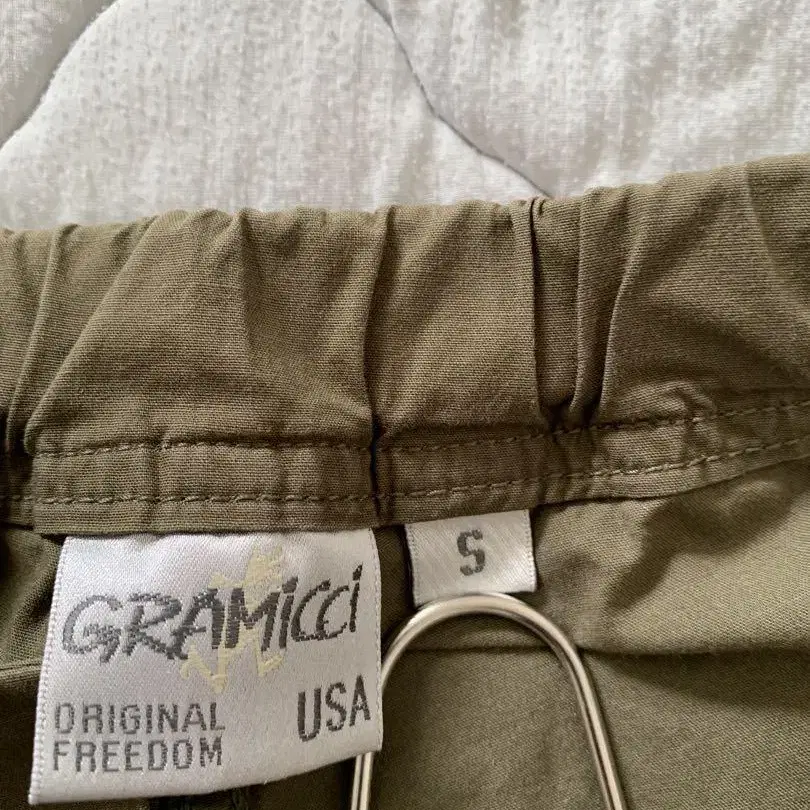 S
GRAMicci
ORIGINAL
FREEDOM
USA